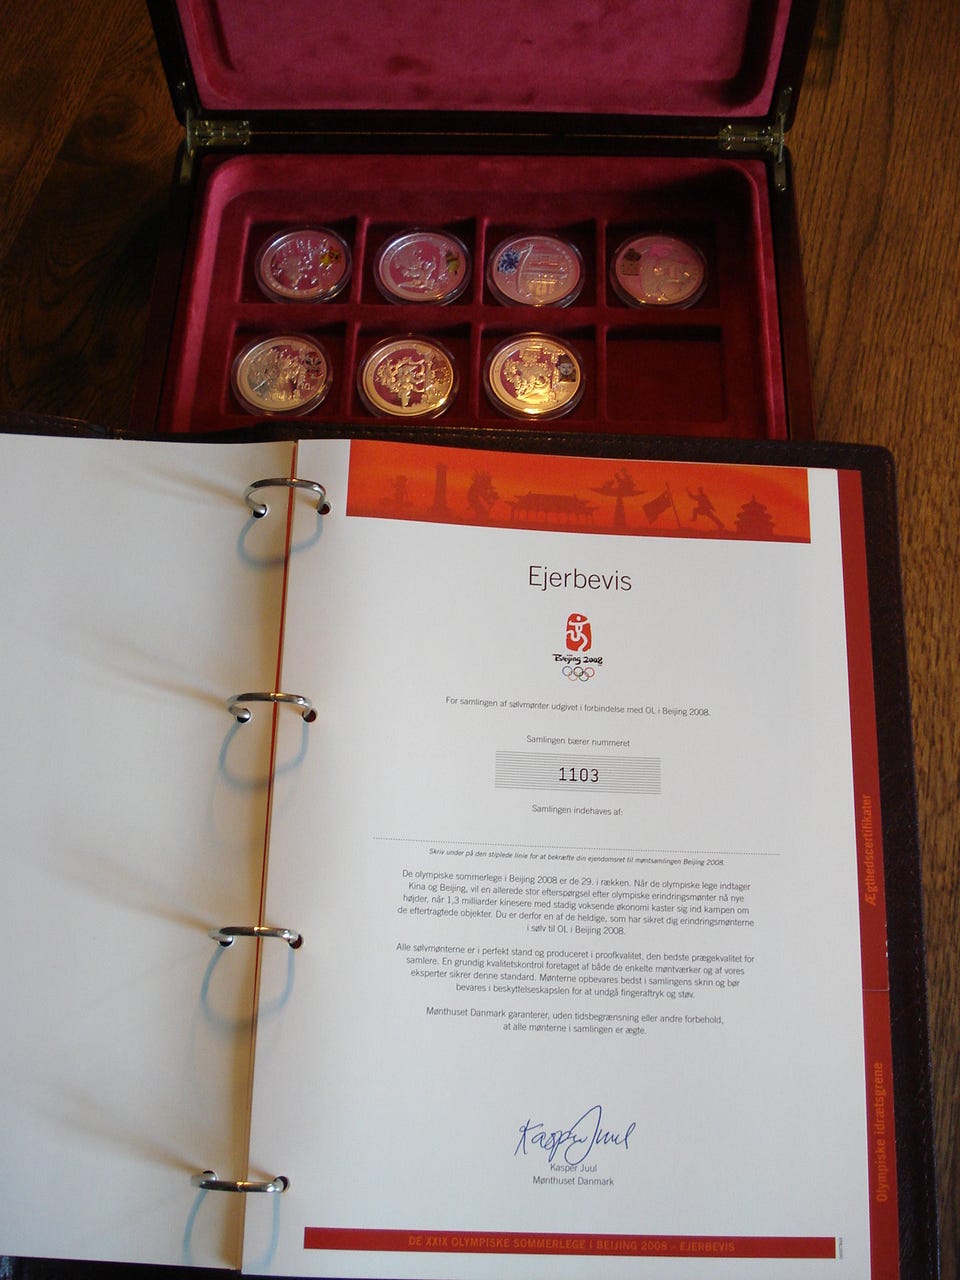 Ejerbevis
Beijing 2008
For samlingen af sølvmønter udgivet i forbindelse med OL i Beijing 2008.
Samlingen bærer nummeret
1103
Samlingen indehaves af:
Skriv under på den stiplede linie for at bekræfte din ejendomsret til møntsamlingen Beijing 2008.
De olympiske sommerlege i Beijing 2008 er de 29. i rækken. Når de olympiske lege indtager
Kina og Beijing, vil en allerede stor efterspørgsel efter olympiske erindringsmønter nå nye
højder, når 1,3 milliarder kinesere med stadig voksende økonomi kaster sig ind kampen om
de eftertragtede objekter. Du er derfor en af de heldige, som har sikret dig erindringsmønterne
i sølv til OL i Beijing 2008.
Alle sølvmønterne er i perfekt stand og produceret i proofkvalitet, den bedste prægekvalitet for
samlere. En grundig kvalitetskontrol foretaget af både de enkelte møntværker og af vores
eksperter sikrer denne standard. Mønterne opbevares bedst i samlingens skrin og bør
bevares i beskyttelseskapslen for at undgå fingeraftryk og støv.
Mønthuset Danmark garanterer, uden tidsbegrænsning eller andre forbehold,
at alle mønterne i samlingen er ægte.
Kasper Juul
Kasper Juul
Mønthuset Danmark
DE XXIX OLYMPISKE SOMMERLEGE I BEIJING 2008 – EJERBEVIS
Ægthedscertifikater
Olympiske idrætsgrene